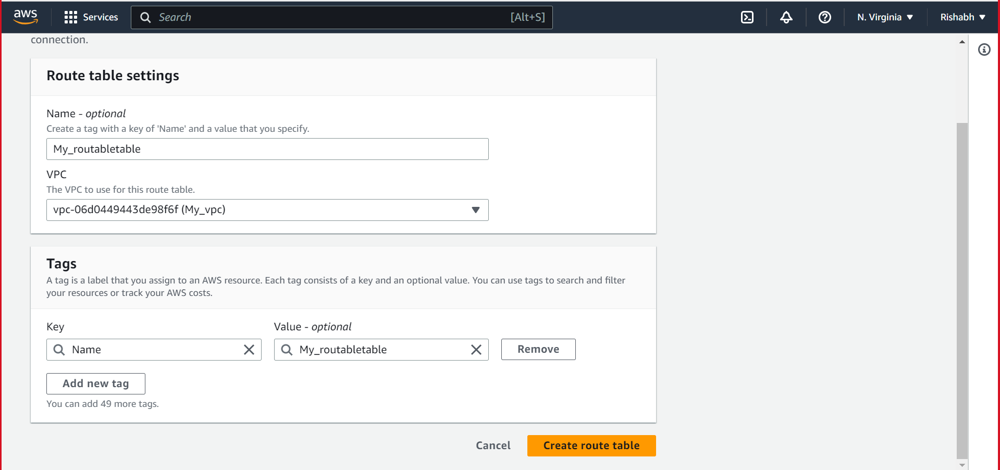 aws
Services
Search
[Alt+S]
N. Virginia
Rishabh
connection.
Route table settings
Name - optional
Create a tag with a key of 'Name' and a value that you specify.
My_routabletable
VPC
The VPC to use for this route table.
vpc-06d0449443de98f6f (My_vpc)
Tags
A tag is a label that you assign to an AWS resource. Each tag consists of a key and an optional value. You can use tags to search and filter
your resources or track your AWS costs.
Key
Value - optional
Name
My_routabletable
Remove
Add new tag
You can add 49 more tags.
Cancel
Create route table